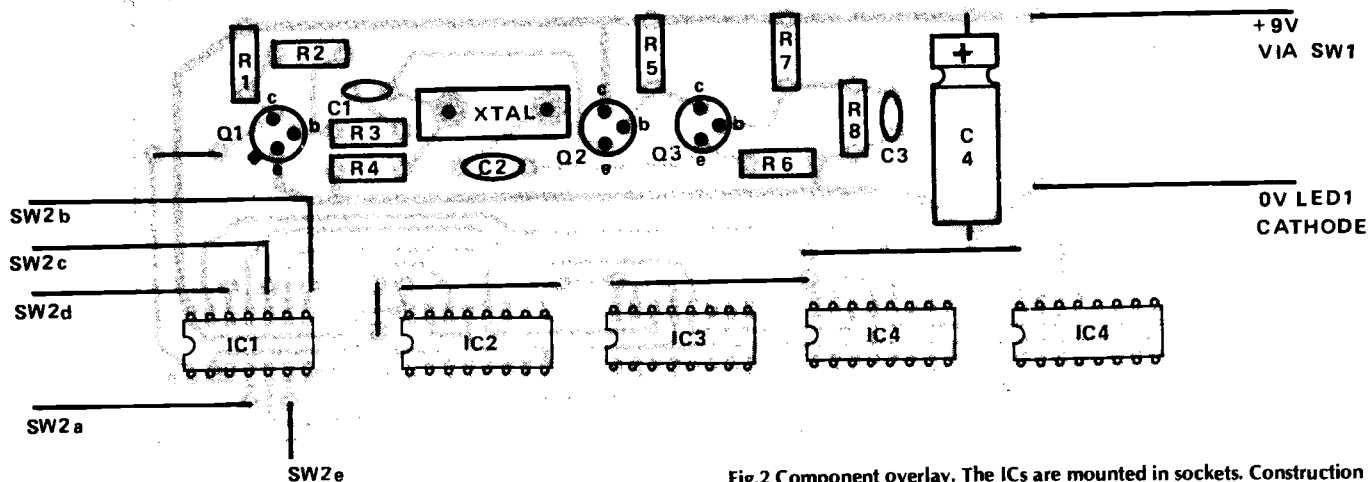 +9V
VIA SW1
R1
R2
R5
R7
+
c
C1
c
c
Q1
b
R3
XTAL
b
b
R8
C4
R4
C2
Q2
Q3
R6
C3
e
e
e
SW2b
0V LED1
CATHODE
SW2c
SW2d
IC1
IC2
IC3
IC4
IC4
SW2a
SW2e
Fig.2 Component overlay. The ICs are mounted in sockets. Construction